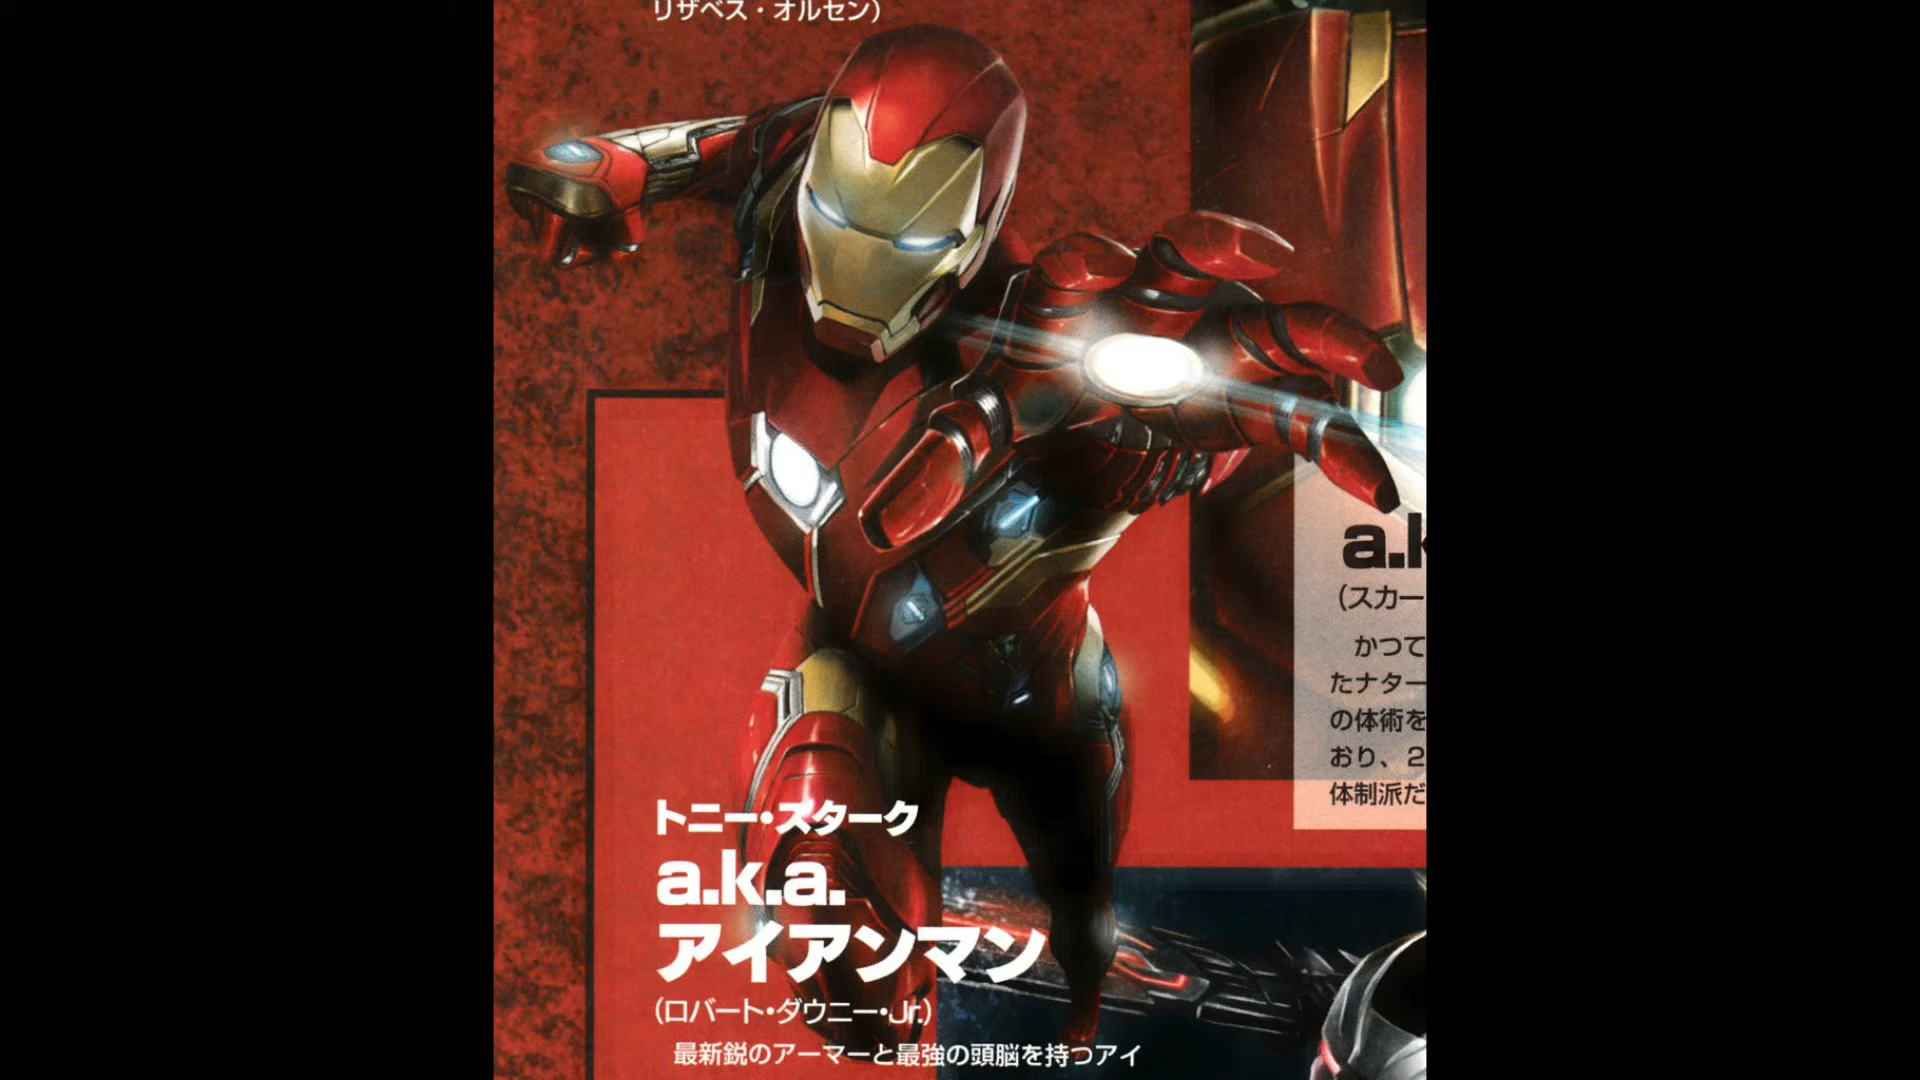 リザベス・オルセン）
トニー・スターク
a.k.a.
アイアンマン
（ロバート・ダウニー・Jr.）
最新鋭のアーマーと最強の頭脳を持つアイ
a.k
（スカー
かつて
たナター
の体術を
おり、2
体制派だ